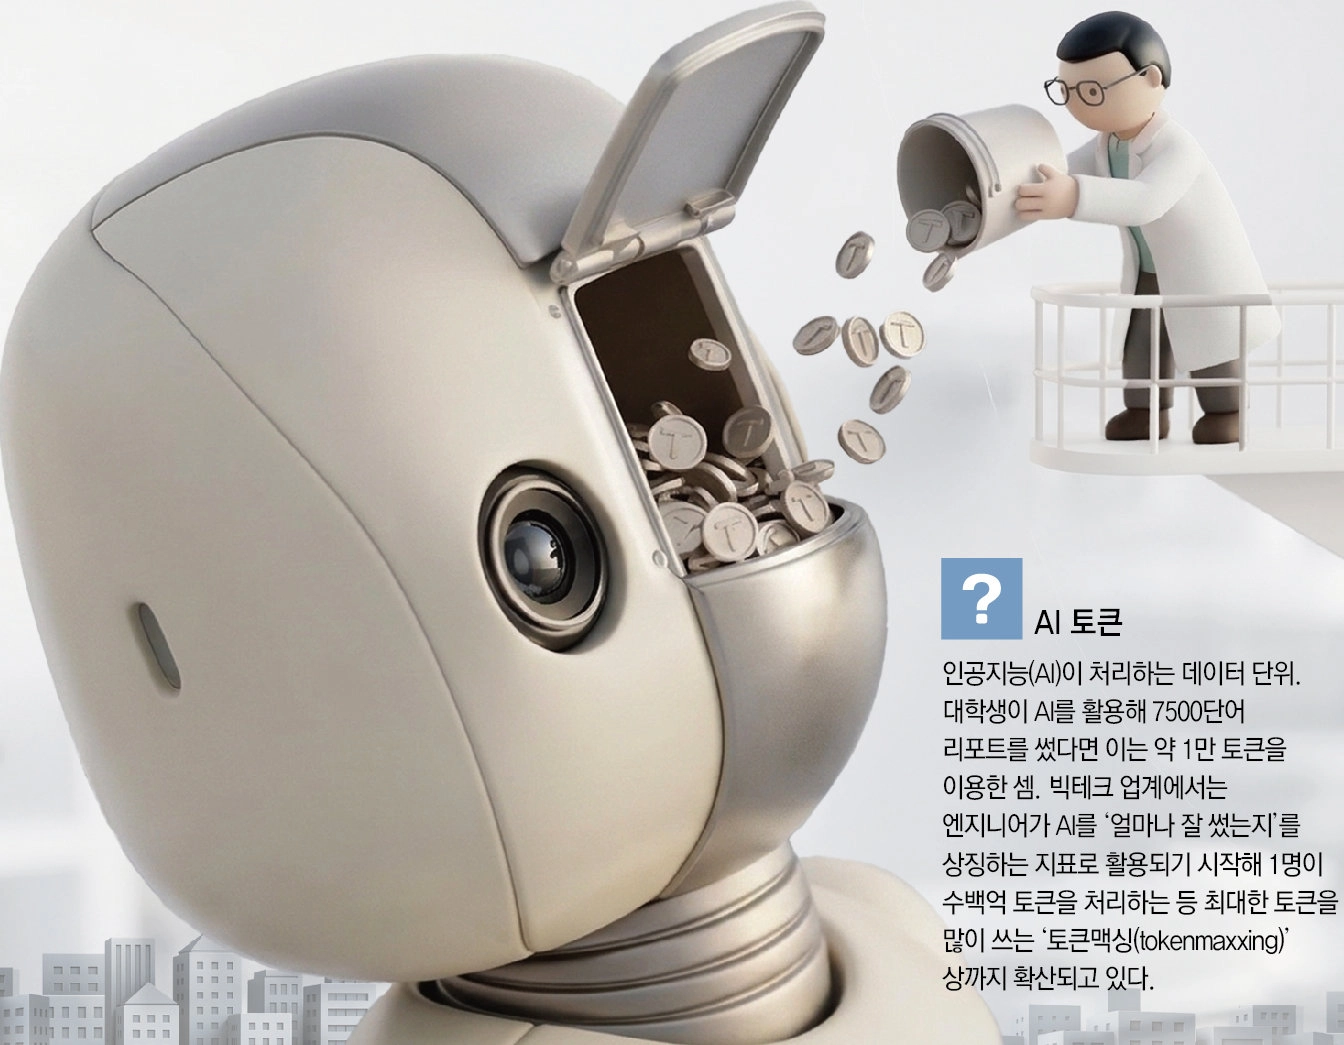 ? AI 토큰
인공지능(AI)이 처리하는 데이터 단위.
대학생이 AI를 활용해 7500단어
리포트를 썼다면 이는 약 1만 토큰을
이용한 셈. 빅테크 업계에서는
엔지니어가 AI를 ‘얼마나 잘 썼는지’를
상징하는 지표로 활용되기 시작해 1명이
수백억 토큰을 처리하는 등 최대한 토큰을
많이 쓰는 ‘토큰맥싱(tokenmaxxing)’
상까지 확산되고 있다.
T
T
T
T
T
T
T
T
T
T
T